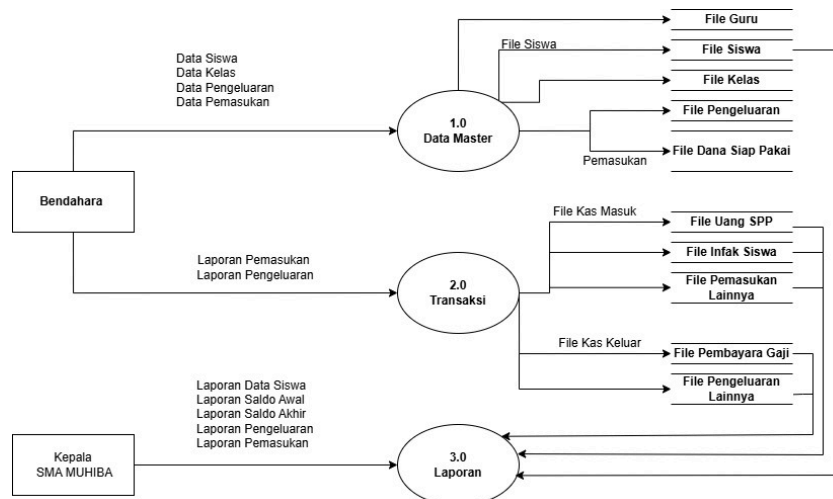 File Guru
File Siswa
File Siswa
File Kelas
Data Siswa
Data Kelas
Data Pengeluaran
Data Pemasukan
1.0
Data Master
File Pengeluaran
Pemasukan
File Dana Siap Pakai
Bendahara
File Kas Masuk
File Uang SPP
Laporan Pemasukan
Laporan Pengeluaran
File Infak Siswa
2.0
Transaksi
File Pemasukan
Lainnya
File Kas Keluar
File Pembayara Gaji
File Pengeluaran
Lainnya
Laporan Data Siswa
Laporan Saldo Awal
Laporan Saldo Akhir
Laporan Pengeluaran
Laporan Pemasukan
Kepala
SMA MUHIBA
3.0
Laporan